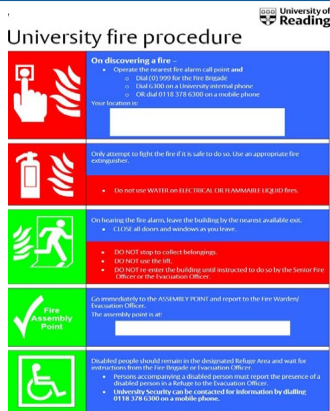 University of
Reading
University fire procedure
On discovering a fire –
• Operate the nearest fire alarm call point and
o Dial (0) 999 for the Fire Brigade
o Dial 6300 on a University internal phone
o OR dial 0118 378 6300 on a mobile phone
Your location is:
Only attempt to fight the fire if it is safe to do so. Use an appropriate fire
extinguisher.
• Do not use WATER on ELECTRICAL OR FLAMMABLE LIQUID fires.
On hearing the fire alarm, leave the building by the nearest available exit.
• CLOSE all doors and windows as you leave.
• DO NOT stop to collect belongings.
• DO NOT use the lift.
• DO NOT re-enter the building until instructed to do so by the Senior Fire
Officer or the Evacuation Officer.
Fire
Assembly
Point
Go immediately to the ASSEMBLY POINT and report to the Fire Warden/
Evacuation Officer.
The assembly point is at:
Disabled people should remain in the designated Refuge Area and wait for
instructions from the Fire Brigade or Evacuation Officer.
• Persons accompanying a disabled person must report the presence of a
disabled person in a Refuge to the Evacuation Officer.
• University Security can be contacted for information by dialling
0118 378 6300 on a mobile phone.